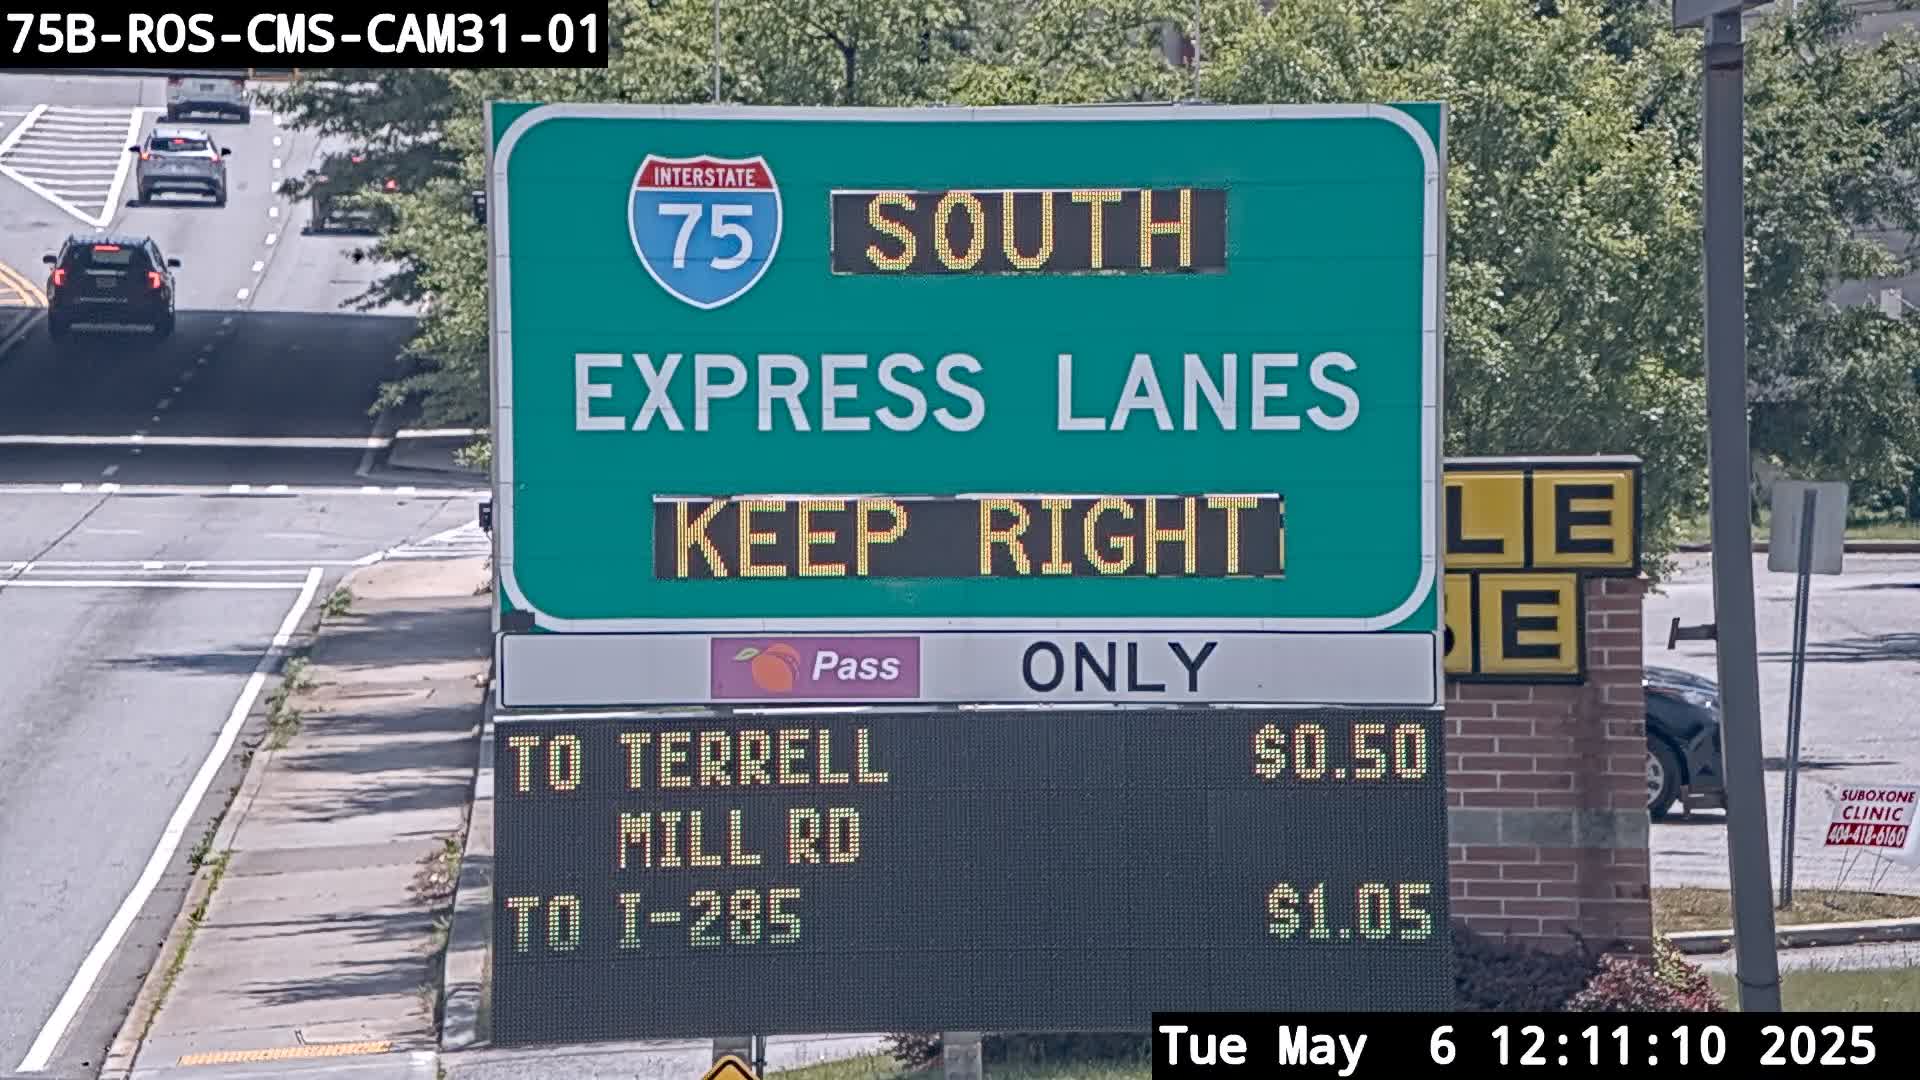 75B-ROS-CMS-CAM31-01
INTERSTATE
75
SOUTH
EXPRESS LANES
KEEP RIGHT
Pass ONLY
TO TERRELL $0.50
MILL RD
TO I-285 $1.05
LE
E
SUBOXONE
CLINIC
404-418-6160
Tue May 6 12:11:10 2025